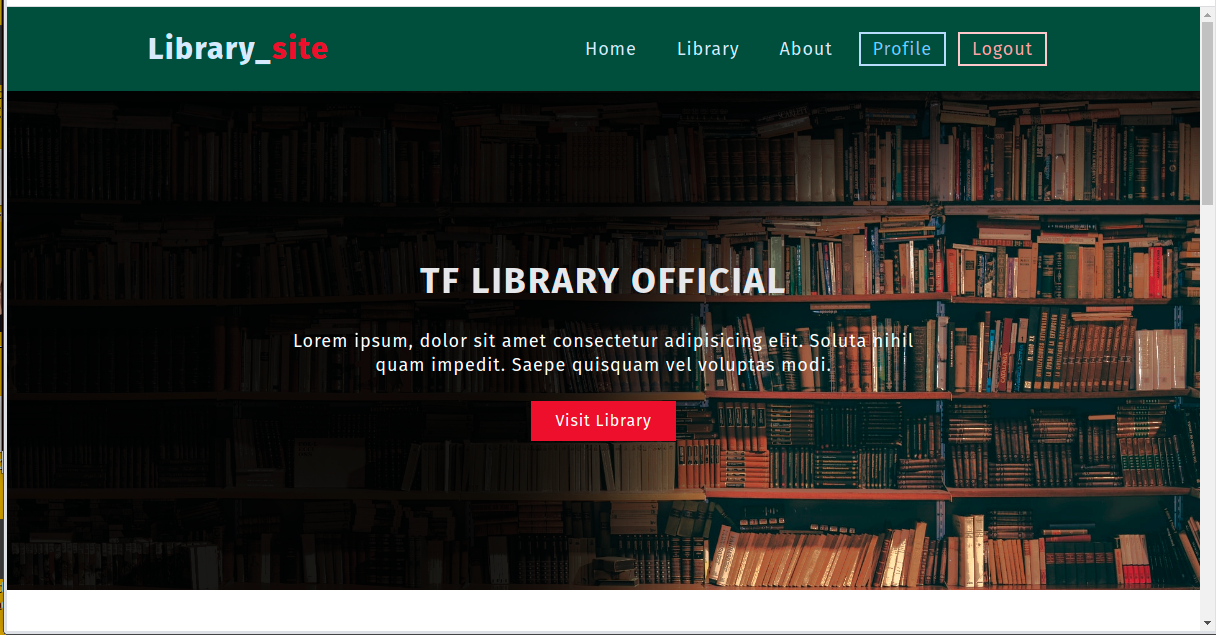 Library_site
Home Library About Profile Logout
TF LIBRARY OFFICIAL
Lorem ipsum, dolor sit amet consectetur adipisicing elit. Soluta nihil
quam impedit. Saepe quisquam vel voluptas modi.
Visit Library